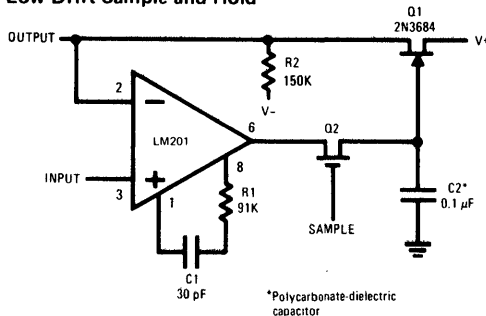 Low Drift Sample and Hold
OUTPUT
Q1
2N3684
V+
R2
150K
V-
2
LM201
6
Q2
INPUT
3
1
8
R1
91K
C2*
0.1 μF
SAMPLE
C1
30 pF
*Polycarbonate-dielectric
capacitor